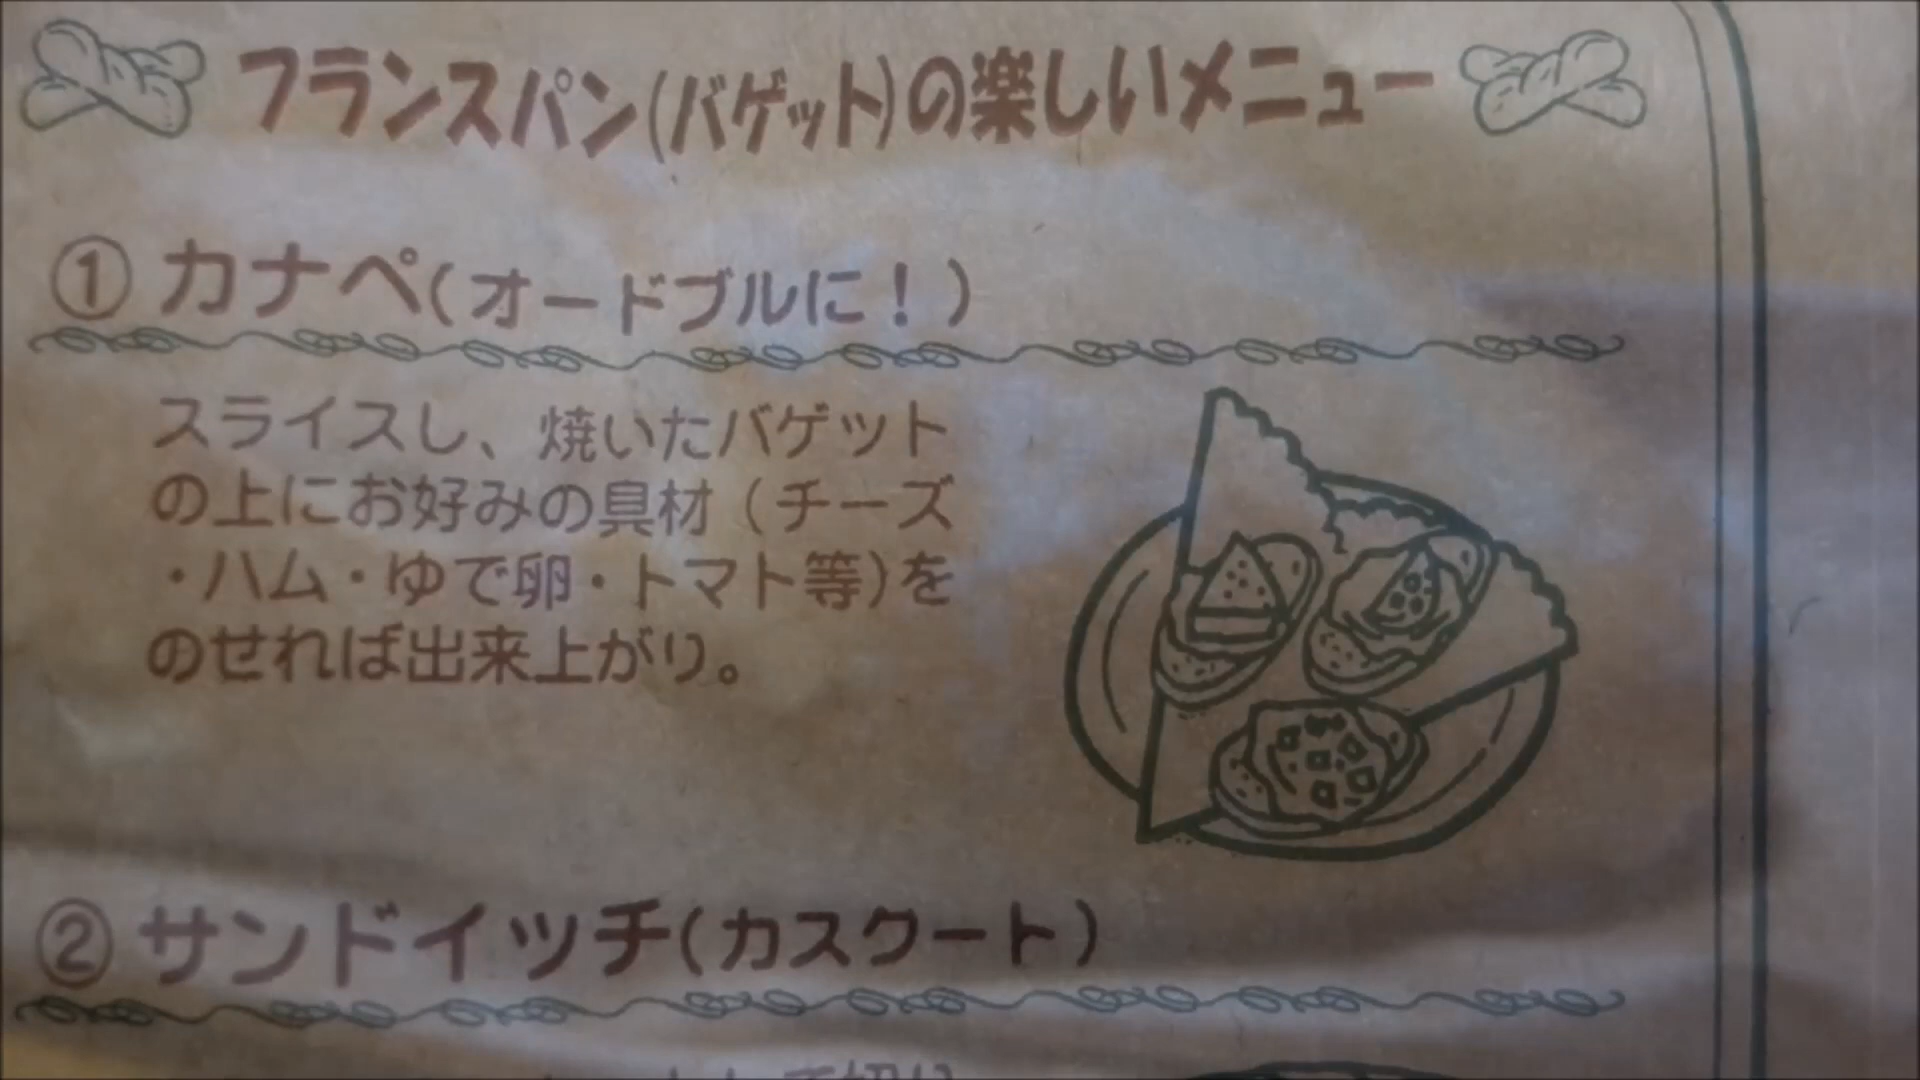 フランスパン(バゲット)の楽しいメニュー
① カナペ(オードブルに！)
スライスし、焼いたバゲット
の上にお好みの具材（チーズ
・ハム・ゆで卵・トマト等)を
のせれば出来上がり。
② サンドイッチ(カスクート)